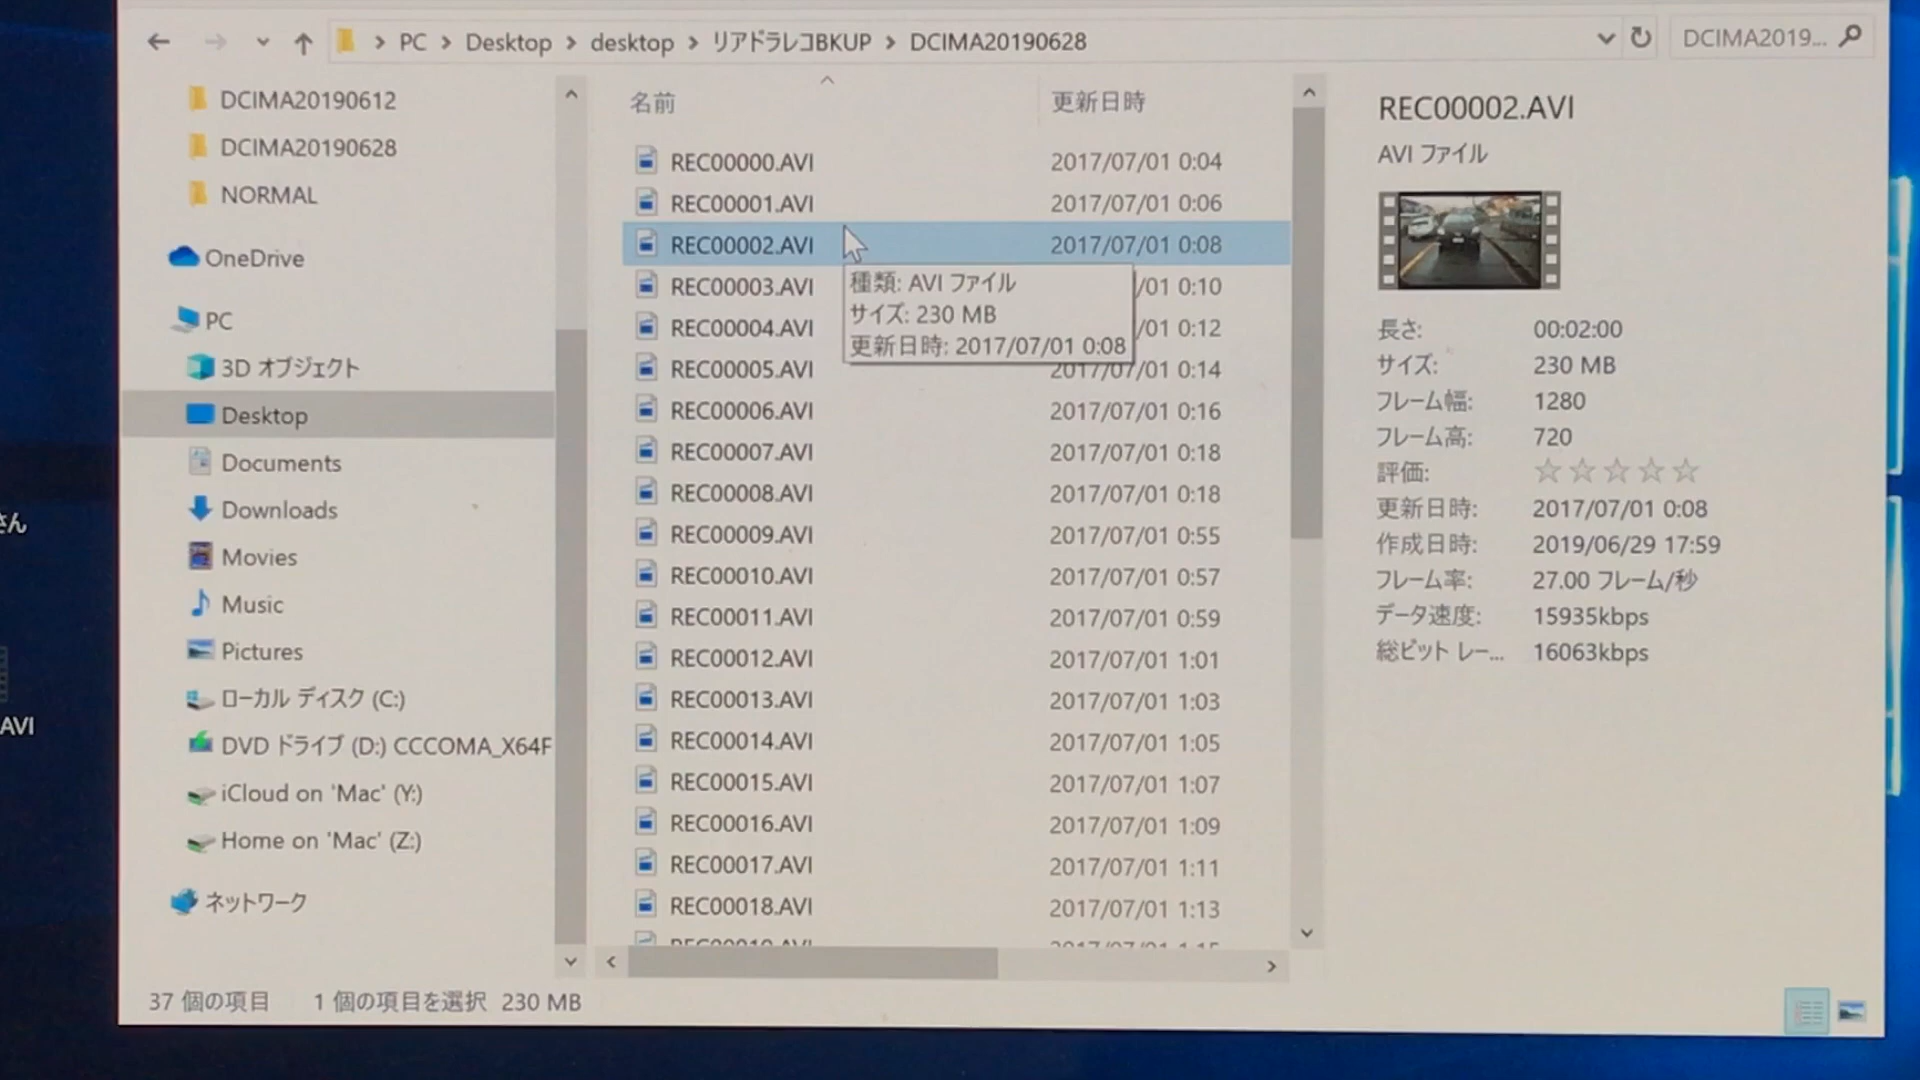 PC > Desktop > desktop > リアドラレコBKUP > DCIMA20190628
DCIMA2019...
DCIMA20190612
DCIMA20190628
NORMAL
OneDrive
PC
3D オブジェクト
Desktop
Documents
Downloads
Movies
Music
Pictures
ローカル ディスク (C:)
DVD ドライブ (D:) CCCOMA_X64F
iCloud on 'Mac' (Y:)
Home on 'Mac' (Z:)
ネットワーク
名前 更新日時
REC00000.AVI 2017/07/01 0:04
REC00001.AVI 2017/07/01 0:06
REC00002.AVI 2017/07/01 0:08
REC00003.AVI /01 0:10
REC00004.AVI /01 0:12
REC00005.AVI 2017/07/01 0:14
REC00006.AVI 2017/07/01 0:16
REC00007.AVI 2017/07/01 0:18
REC00008.AVI 2017/07/01 0:18
REC00009.AVI 2017/07/01 0:55
REC00010.AVI 2017/07/01 0:57
REC00011.AVI 2017/07/01 0:59
REC00012.AVI 2017/07/01 1:01
REC00013.AVI 2017/07/01 1:03
REC00014.AVI 2017/07/01 1:05
REC00015.AVI 2017/07/01 1:07
REC00016.AVI 2017/07/01 1:09
REC00017.AVI 2017/07/01 1:11
REC00018.AVI 2017/07/01 1:13
REC00019.AVI 2017/07/01 1:15
種類: AVI ファイル
サイズ: 230 MB
更新日時: 2017/07/01 0:08
REC00002.AVI
AVI ファイル
長さ: 00:02:00
サイズ: 230 MB
フレーム幅: 1280
フレーム高: 720
評価: ☆☆☆☆☆
更新日時: 2017/07/01 0:08
作成日時: 2019/06/29 17:59
フレーム率: 27.00 フレーム/秒
データ速度: 15935kbps
総ビット レー... 16063kbps
37 個の項目 1 個の項目を選択 230 MB
さん
AVI